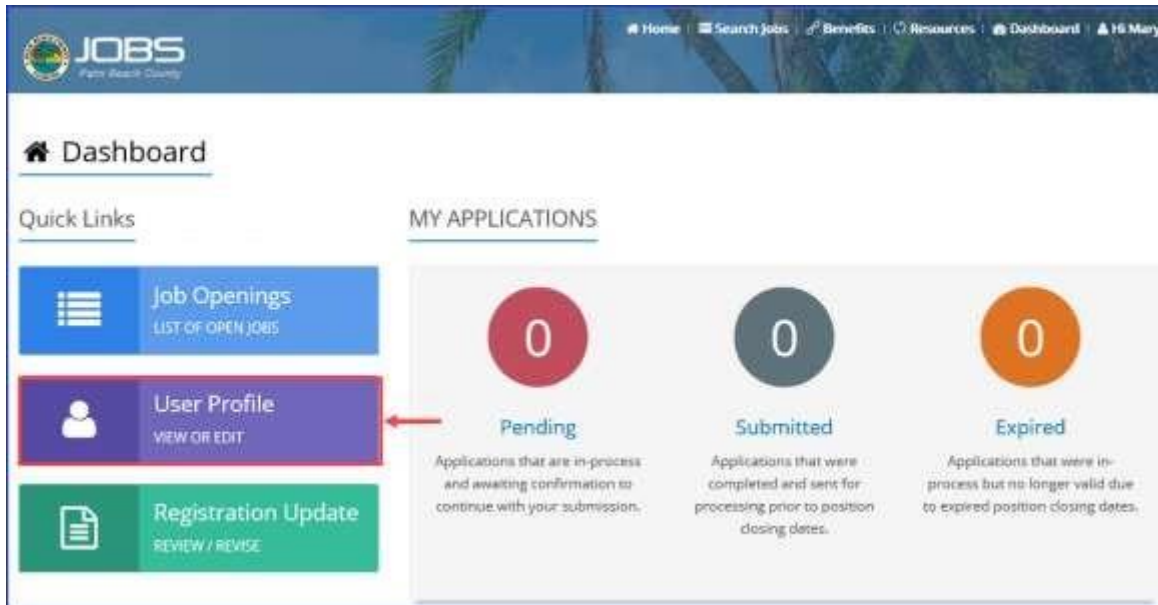 Home Search Jobs Benefits Resources Dashboard Hi Mary
JOBS
Palm Beach County
Dashboard
Quick Links
MY APPLICATIONS
Job Openings
LIST OF OPEN JOBS
User Profile
VIEW OR EDIT
Registration Update
REVIEW / REVISE
0
Pending
Applications that are in-process
and awaiting confirmation to
continue with your submission.
0
Submitted
Applications that were
completed and sent for
processing prior to position
closing dates.
0
Expired
Applications that were in-
process but no longer valid due
to expired position closing dates.